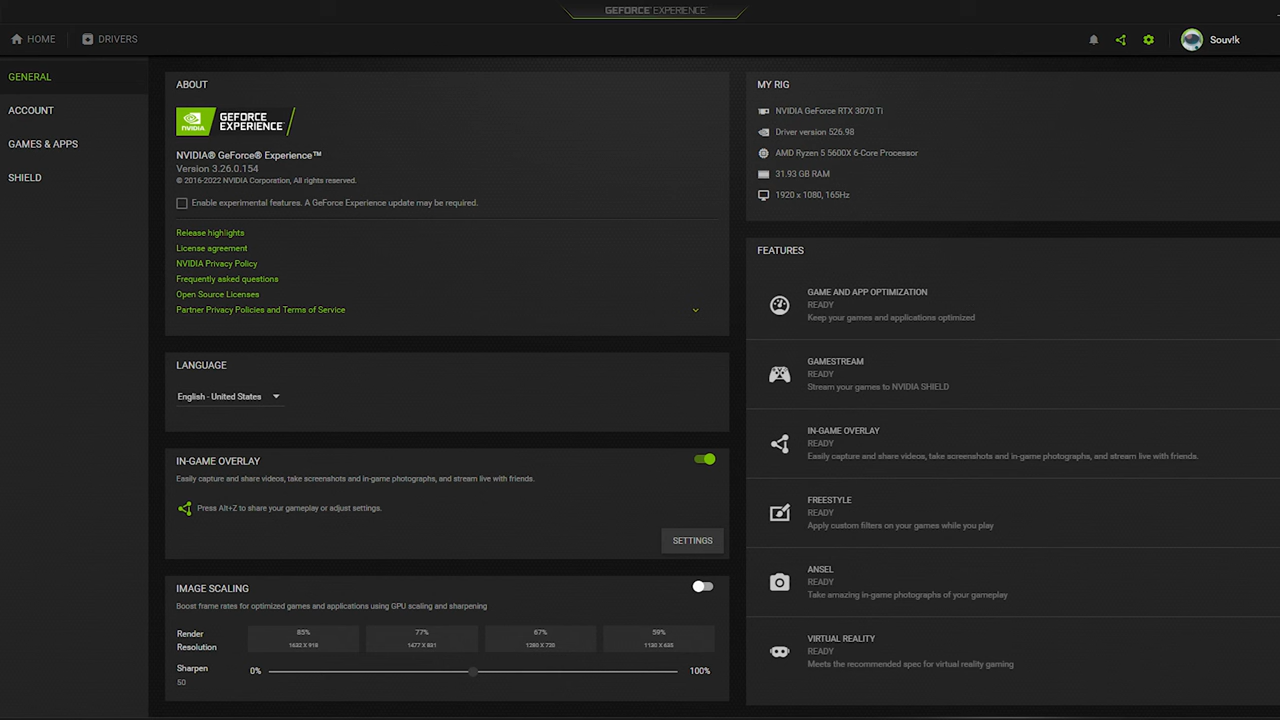 GEFORCE EXPERIENCE
HOME
DRIVERS
Souv!k
GENERAL
ACCOUNT
GAMES & APPS
SHIELD
ABOUT
NVIDIA
GEFORCE
EXPERIENCE
NVIDIA® GeForce® Experience™
Version 3.26.0.154
© 2016-2022 NVIDIA Corporation, All rights reserved.
Enable experimental features. A GeForce Experience update may be required.
Release highlights
License agreement
NVIDIA Privacy Policy
Frequently asked questions
Open Source Licenses
Partner Privacy Policies and Terms of Service
LANGUAGE
English - United States
IN-GAME OVERLAY
Easily capture and share videos, take screenshots and in-game photographs, and stream live with friends.
Press Alt+Z to share your gameplay or adjust settings.
SETTINGS
IMAGE SCALING
Boost frame rates for optimized games and applications using GPU scaling and sharpening
Render
Resolution
85%
1632 X 918
77%
1477 X 831
67%
1280 X 720
59%
1130 X 635
Sharpen
50
0%
100%
MY RIG
NVIDIA GeForce RTX 3070 Ti
Driver version 526.98
AMD Ryzen 5 5600X 6-Core Processor
31.93 GB RAM
1920 x 1080, 165Hz
FEATURES
GAME AND APP OPTIMIZATION
READY
Keep your games and applications optimized
GAMESTREAM
READY
Stream your games to NVIDIA SHIELD
IN-GAME OVERLAY
READY
Easily capture and share videos, take screenshots and in-game photographs, and stream live with friends.
FREESTYLE
READY
Apply custom filters on your games while you play
ANSEL
READY
Take amazing in-game photographs of your gameplay
VIRTUAL REALITY
READY
Meets the recommended spec for virtual reality gaming